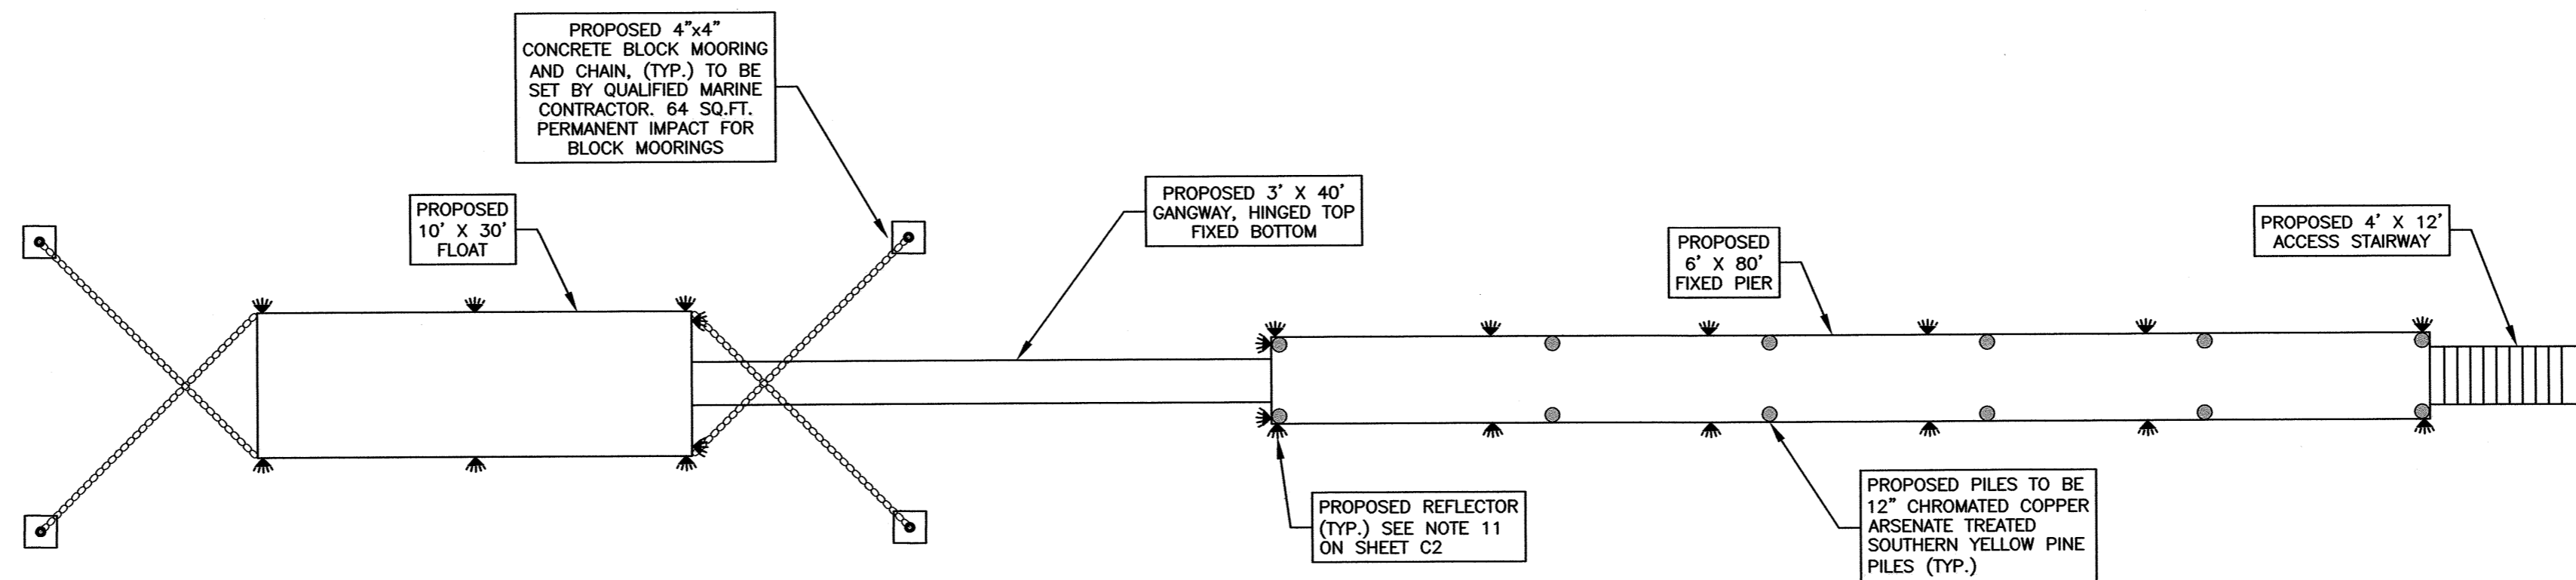 PROPOSED 4"x4"
CONCRETE BLOCK MOORING
AND CHAIN, (TYP.) TO BE
SET BY QUALIFIED MARINE
CONTRACTOR. 64 SQ.FT.
PERMANENT IMPACT FOR
BLOCK MOORINGS
PROPOSED
10' X 30'
FLOAT
PROPOSED 3' X 40'
GANGWAY, HINGED TOP
FIXED BOTTOM
PROPOSED
6' X 80'
FIXED PIER
PROPOSED 4' X 12'
ACCESS STAIRWAY
PROPOSED REFLECTOR
(TYP.) SEE NOTE 11
ON SHEET C2
PROPOSED PILES TO BE
12" CHROMATED COPPER
ARSENATE TREATED
SOUTHERN YELLOW PINE
PILES (TYP.)